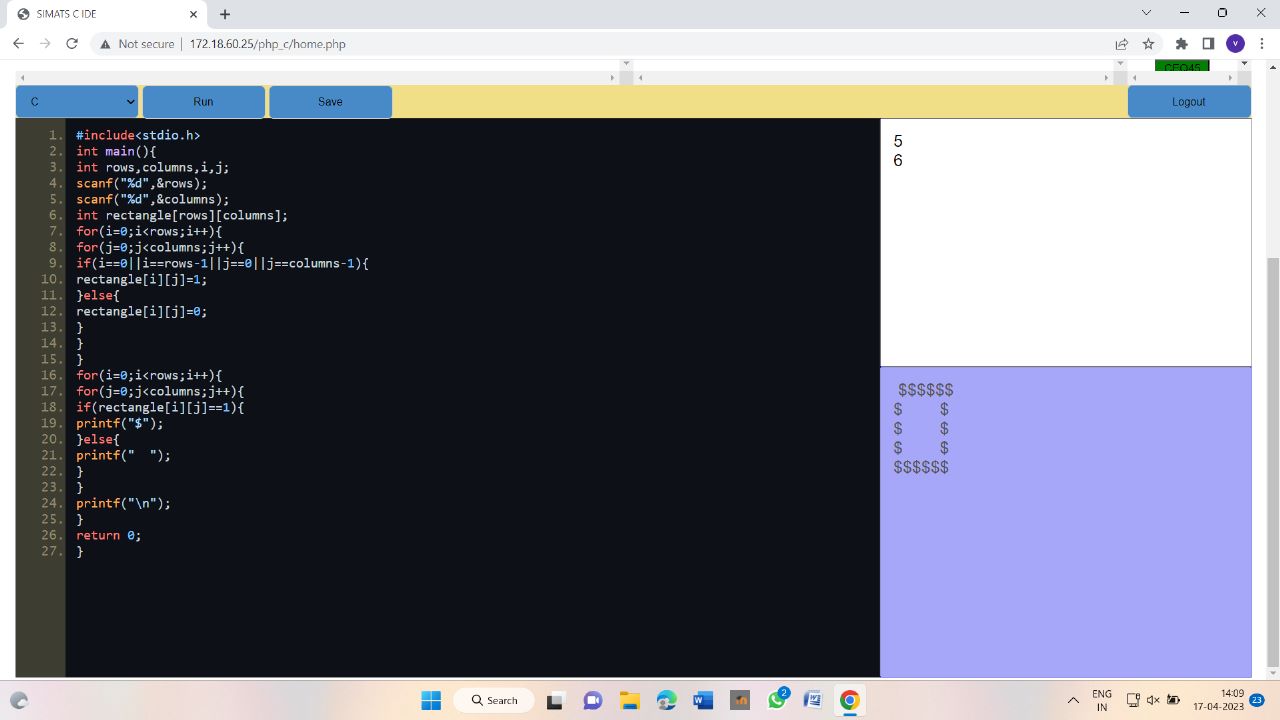 SIMATS C IDE
Not secure | 172.18.60.25/php_c/home.php
V
CEQ45
C
Run
Save
Logout
1. #include<stdio.h>
2. int main(){
3. int rows,columns,i,j;
4. scanf("%d",&rows);
5. scanf("%d",&columns);
6. int rectangle[rows][columns];
7. for(i=0;i<rows;i++){
8. for(j=0;j<columns;j++){
9. if(i==0||i==rows-1||j==0||j==columns-1){
10. rectangle[i][j]=1;
11. }else{
12. rectangle[i][j]=0;
13. }
14. }
15. }
16. for(i=0;i<rows;i++){
17. for(j=0;j<columns;j++){
18. if(rectangle[i][j]==1){
19. printf("$");
20. }else{
21. printf("  ");
22. }
23. }
24. printf("\n");
25. }
26. return 0;
27. }
5
6
$$$$$$
$        $
$        $
$        $
$$$$$$
Search
2
ENG
IN
14:09
17-04-2023
23